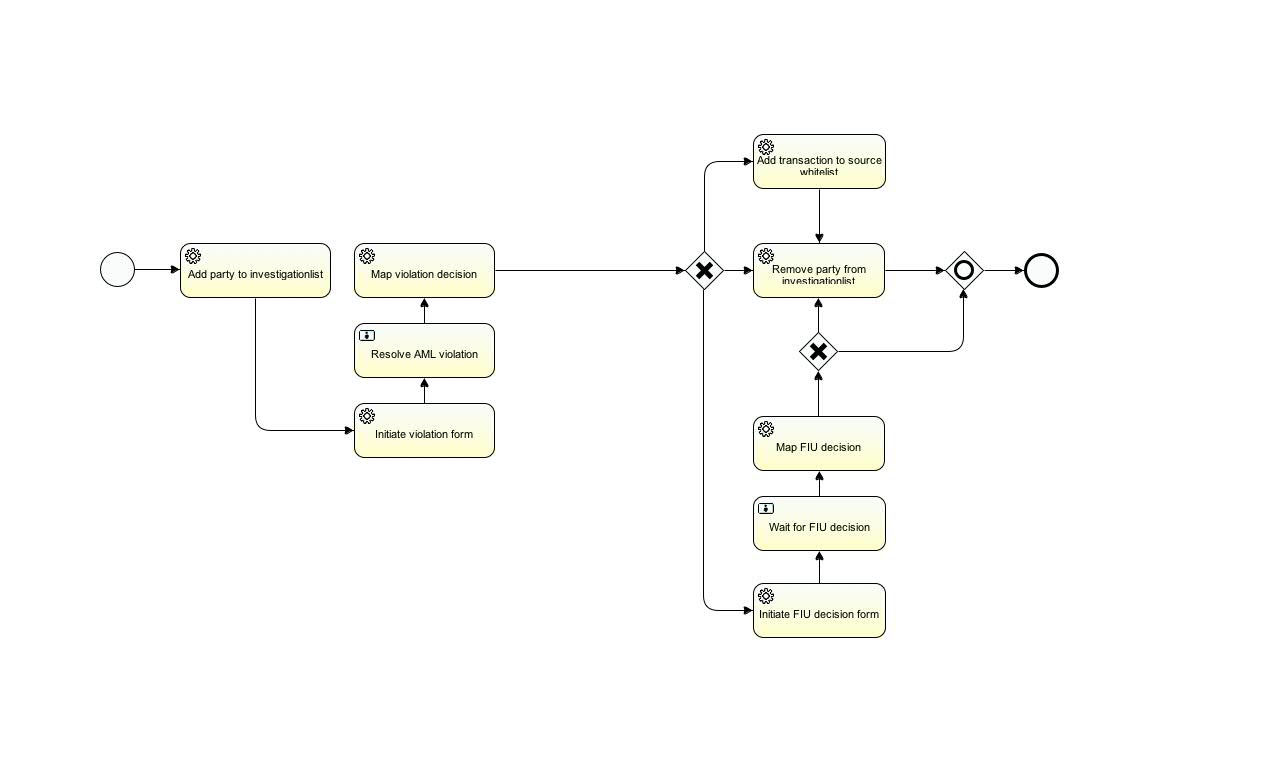 Add transaction to source
whitelist
Add party to investigationlist
Map violation decision
Remove party from
investigationlist
Resolve AML violation
Initiate violation form
Map FIU decision
Wait for FIU decision
Initiate FIU decision form